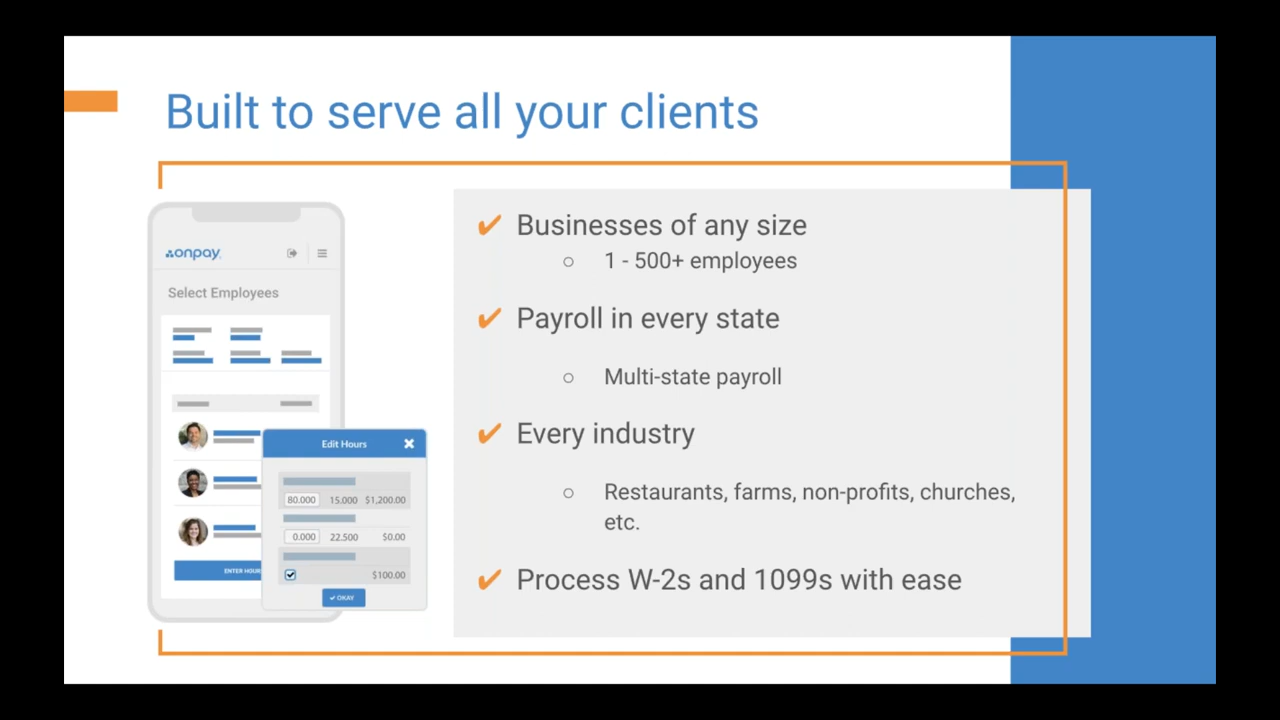 Built to serve all your clients
onpay
Select Employees
ENTER HOUR
Edit Hours
80.000 15.000 $1,200.00
0.000 22.500 $0.00
$100.00
OKAY
✔ Businesses of any size
○ 1 - 500+ employees
✔ Payroll in every state
○ Multi-state payroll
✔ Every industry
○ Restaurants, farms, non-profits, churches,
etc.
✔ Process W-2s and 1099s with ease